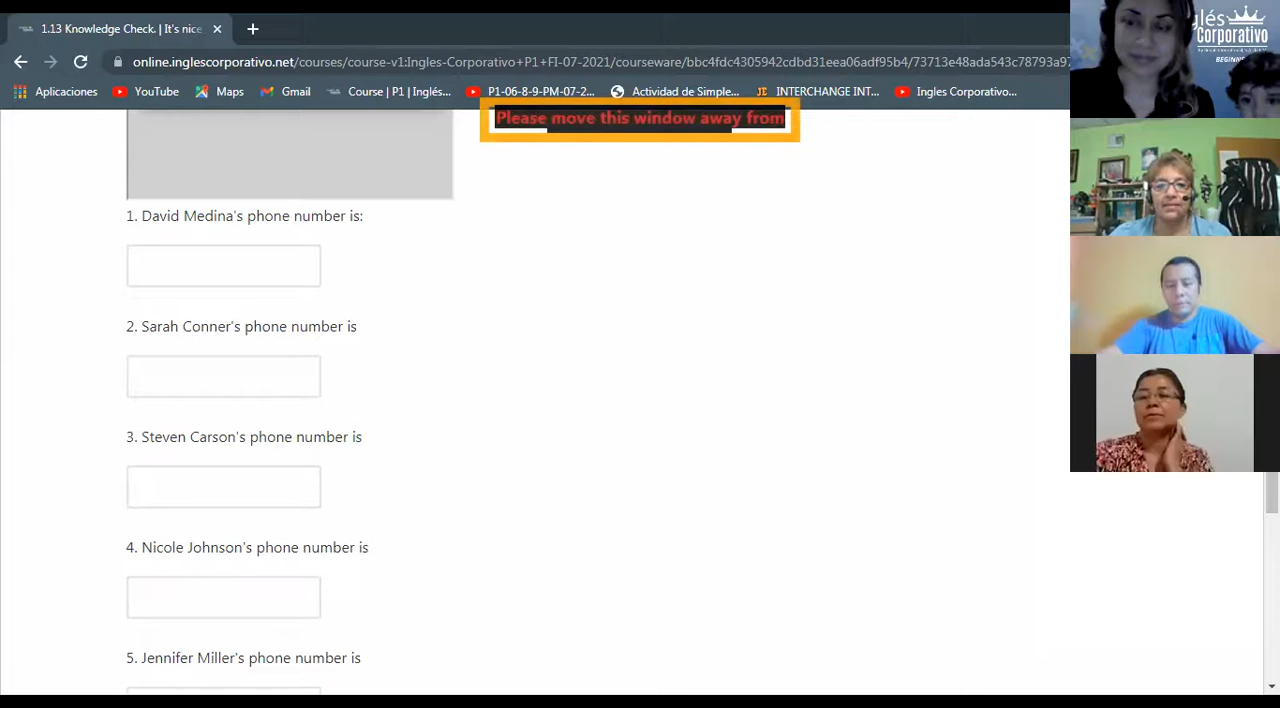 1.13 Knowledge Check. | It's nice
online.inglescorporativo.net/courses/course-v1:Ingles-Corporativo+P1+FI-07-2021/courseware/bbc4fdc4305942cdbd31eea06adf95b4/73713e48ada543c78793a97
Aplicaciones YouTube Maps Gmail Course | P1 | Inglés... P1-06-8-9-PM-07-2... Actividad de Simple... INTERCHANGE INT... Ingles Corporativo...
Please move this window away from
glés
Corporativo
BEGINN
1. David Medina's phone number is:
2. Sarah Conner's phone number is
3. Steven Carson's phone number is
4. Nicole Johnson's phone number is
5. Jennifer Miller's phone number is